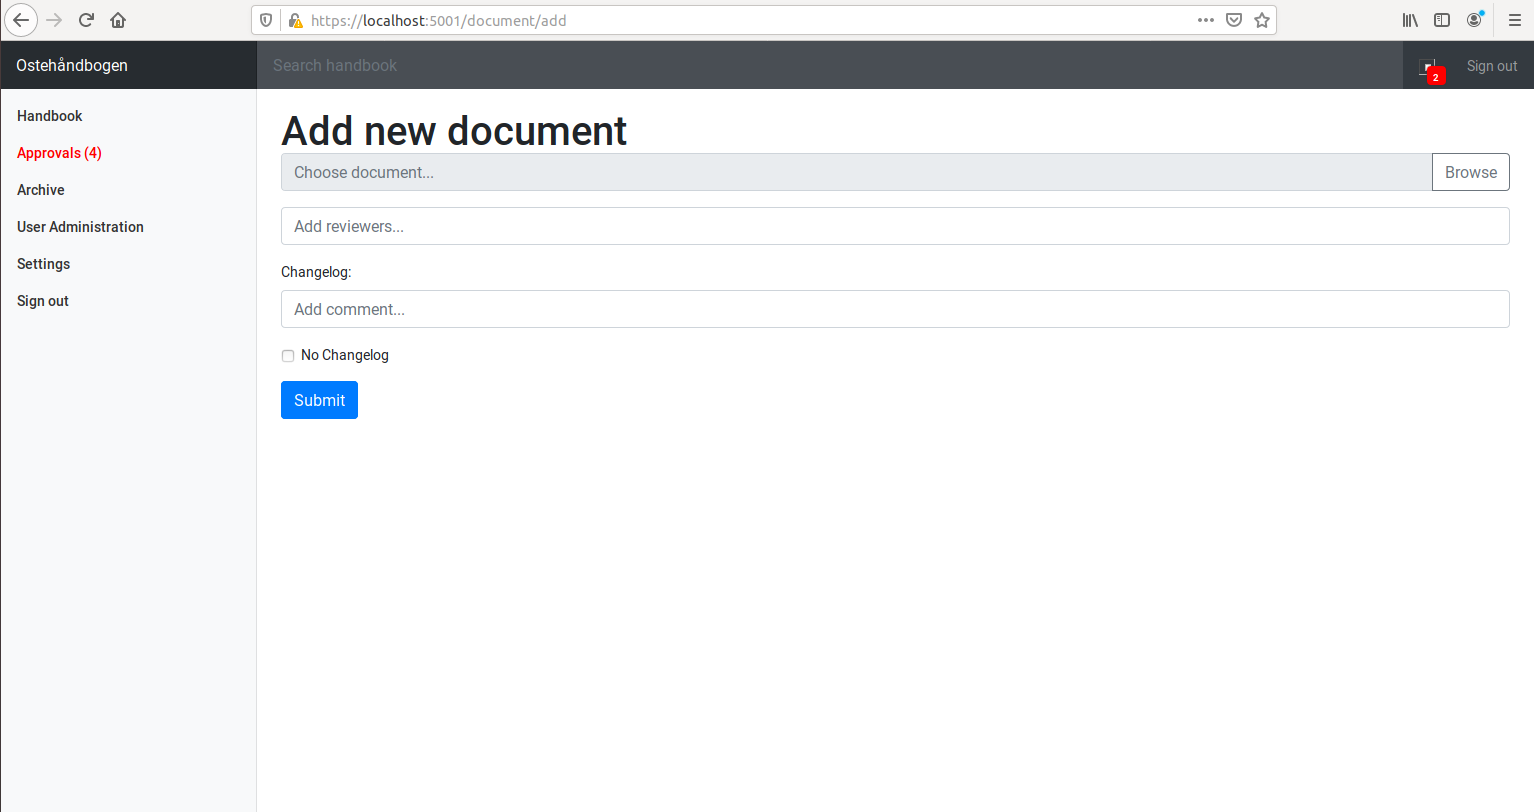 https://localhost:5001/document/add
Ostehåndbogen
Search handbook
2
Sign out
Handbook
Approvals (4)
Archive
User Administration
Settings
Sign out
Add new document
Choose document...
Browse
Add reviewers...
Changelog:
Add comment...
No Changelog
Submit